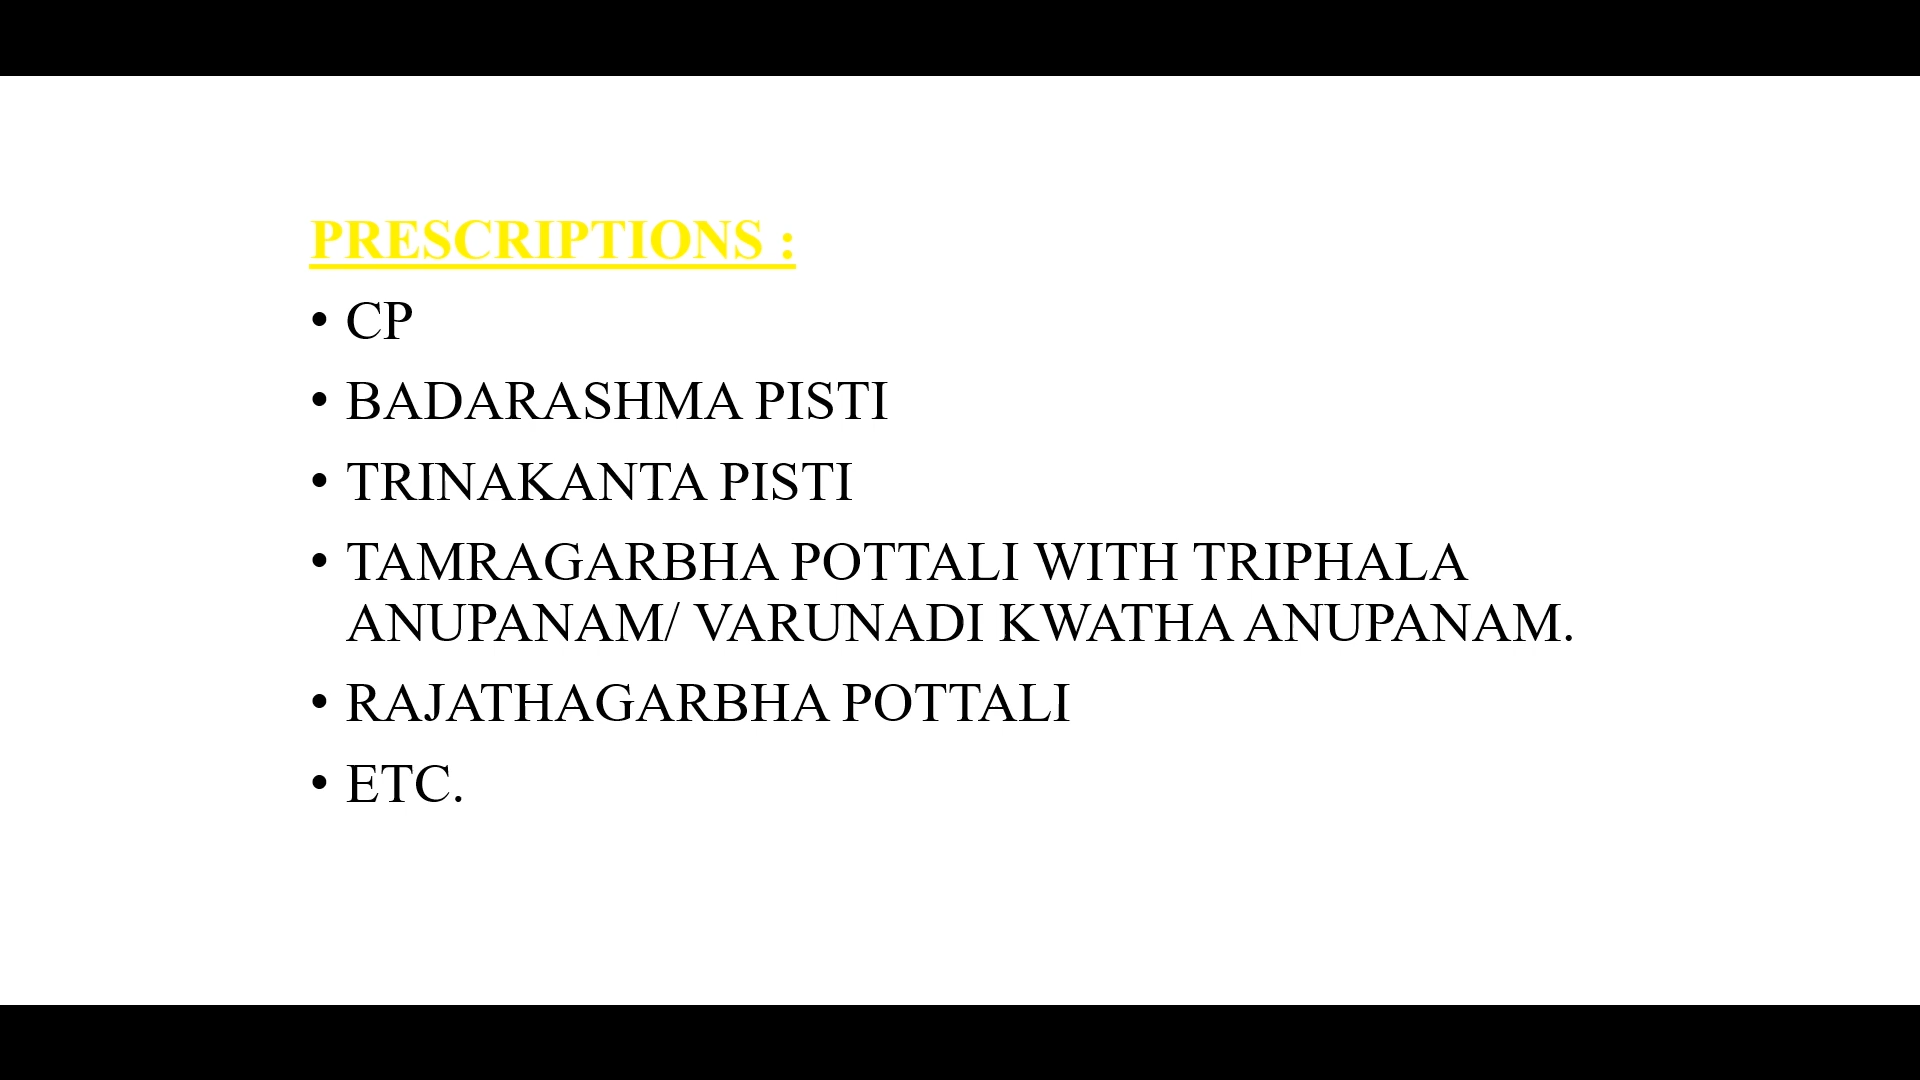 PRESCRIPTIONS :
• CP
• BADARASHMA PISTI
• TRINAKANTA PISTI
• TAMRAGARBHA POTTALI WITH TRIPHALA
ANUPANAM/ VARUNADI KWATHA ANUPANAM.
• RAJATHAGARBHA POTTALI
• ETC.